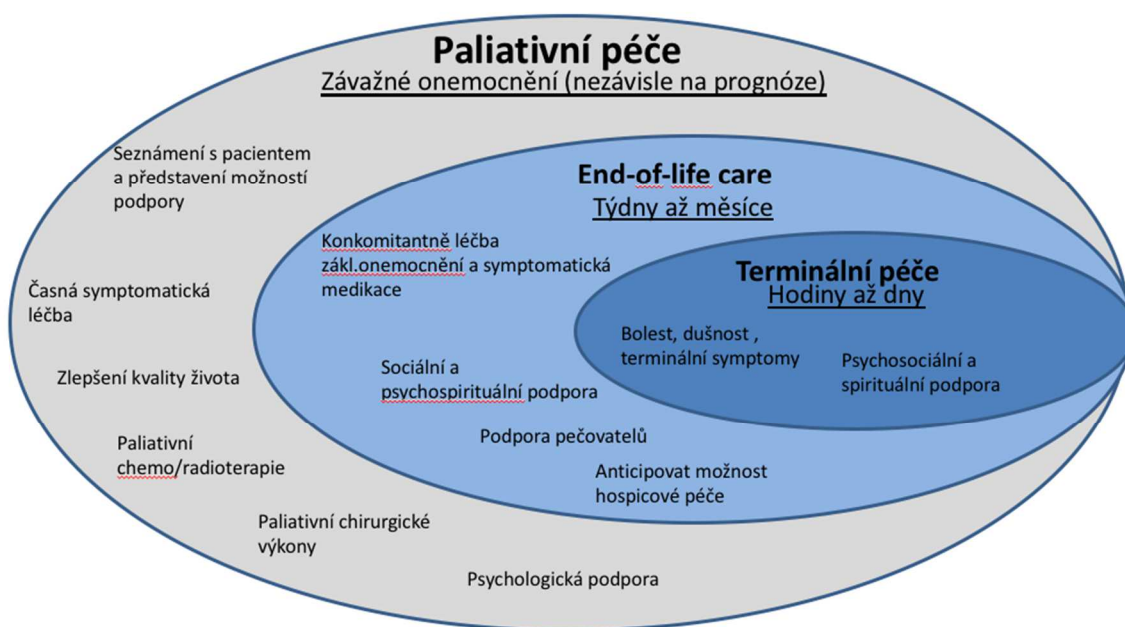 Paliativní péče
Závažné onemocnění (nezávisle na prognóze)
Seznámení s pacientem
a představení možností
podpory
Časná symptomatická
léčba
Zlepšení kvality života
Paliativní
chemo/radioterapie
Paliativní chirurgické
výkony
Psychologická podpora
End-of-life care
Týdny až měsíce
Konkomitantně léčba
zákl.onemocnění a symptomatická
medikace
Sociální a
psychospirituální podpora
Podpora pečovatelů
Anticipovat možnost
hospicové péče
Terminální péče
Hodiny až dny
Bolest, dušnost ,
terminální symptomy
Psychosociální a
spirituální podpora